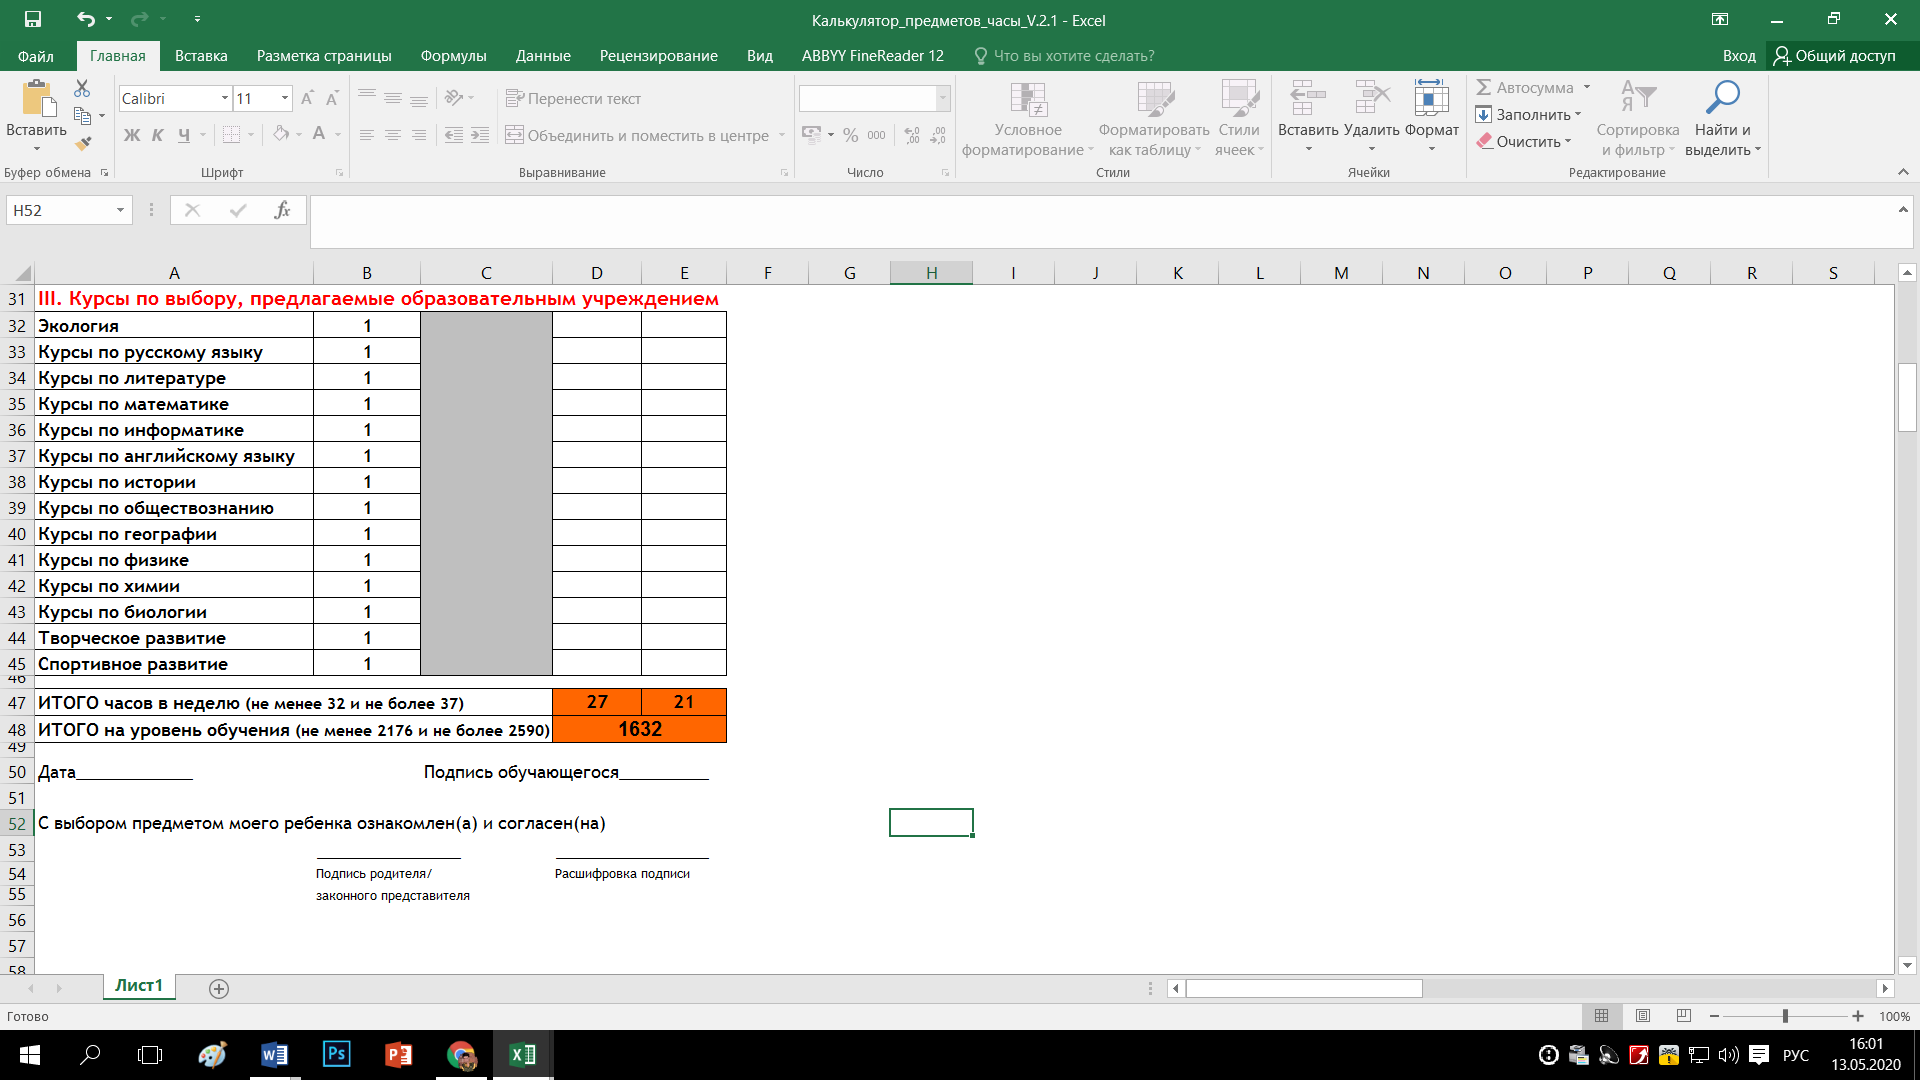 Калькулятор_предметов_часы_V.2.1 - Excel
Файл Главная Вставка Разметка страницы Формулы Данные Рецензирование Вид ABBYY FineReader 12 Что вы хотите сделать? Вход Общий доступ
Вставить
Calibri 11
Ж К Ч А
Перенести текст
Объединить и поместить в центре
% 000
Условное форматирование
Форматировать как таблицу
Стили ячеек
Вставить Удалить Формат
Автосумма
Заполнить
Очистить
Сортировка и фильтр
Найти и выделить
Буфер обмена Шрифт Выравнивание Число Стили Ячейки Редактирование
H52 fx
A B C D E F G H I J K L M N O P Q R S
31 III. Курсы по выбору, предлагаемые образовательным учреждением
32 Экология 1
33 Курсы по русскому языку 1
34 Курсы по литературе 1
35 Курсы по математике 1
36 Курсы по информатике 1
37 Курсы по английскому языку 1
38 Курсы по истории 1
39 Курсы по обществознанию 1
40 Курсы по географии 1
41 Курсы по физике 1
42 Курсы по химии 1
43 Курсы по биологии 1
44 Творческое развитие 1
45 Спортивное развитие 1
46
47 ИТОГО часов в неделю (не менее 32 и не более 37) 27 21
48 ИТОГО на уровень обучения (не менее 2176 и не более 2590) 1632
49
50 Дата_____________ Подпись обучающегося__________
51
52 С выбором предметом моего ребенка ознакомлен(а) и согласен(на)
53 ________________ _________________
54 Подпись родителя/ Расшифровка подписи
55 законного представителя
56
57
58
Лист1
Готово 100%
РУС 16:01
13.05.2020